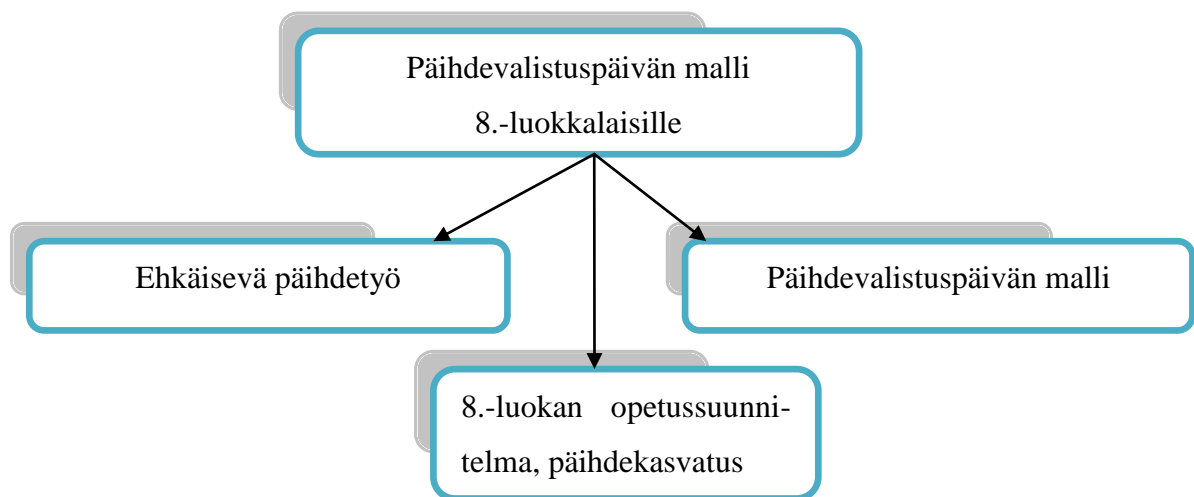 Päihdevalistuspäivän malli
8.-luokkalaisille
Ehkäisevä päihdetyö
Päihdevalistuspäivän malli
8.-luokan opetussuunni-
telma, päihdekasvatus